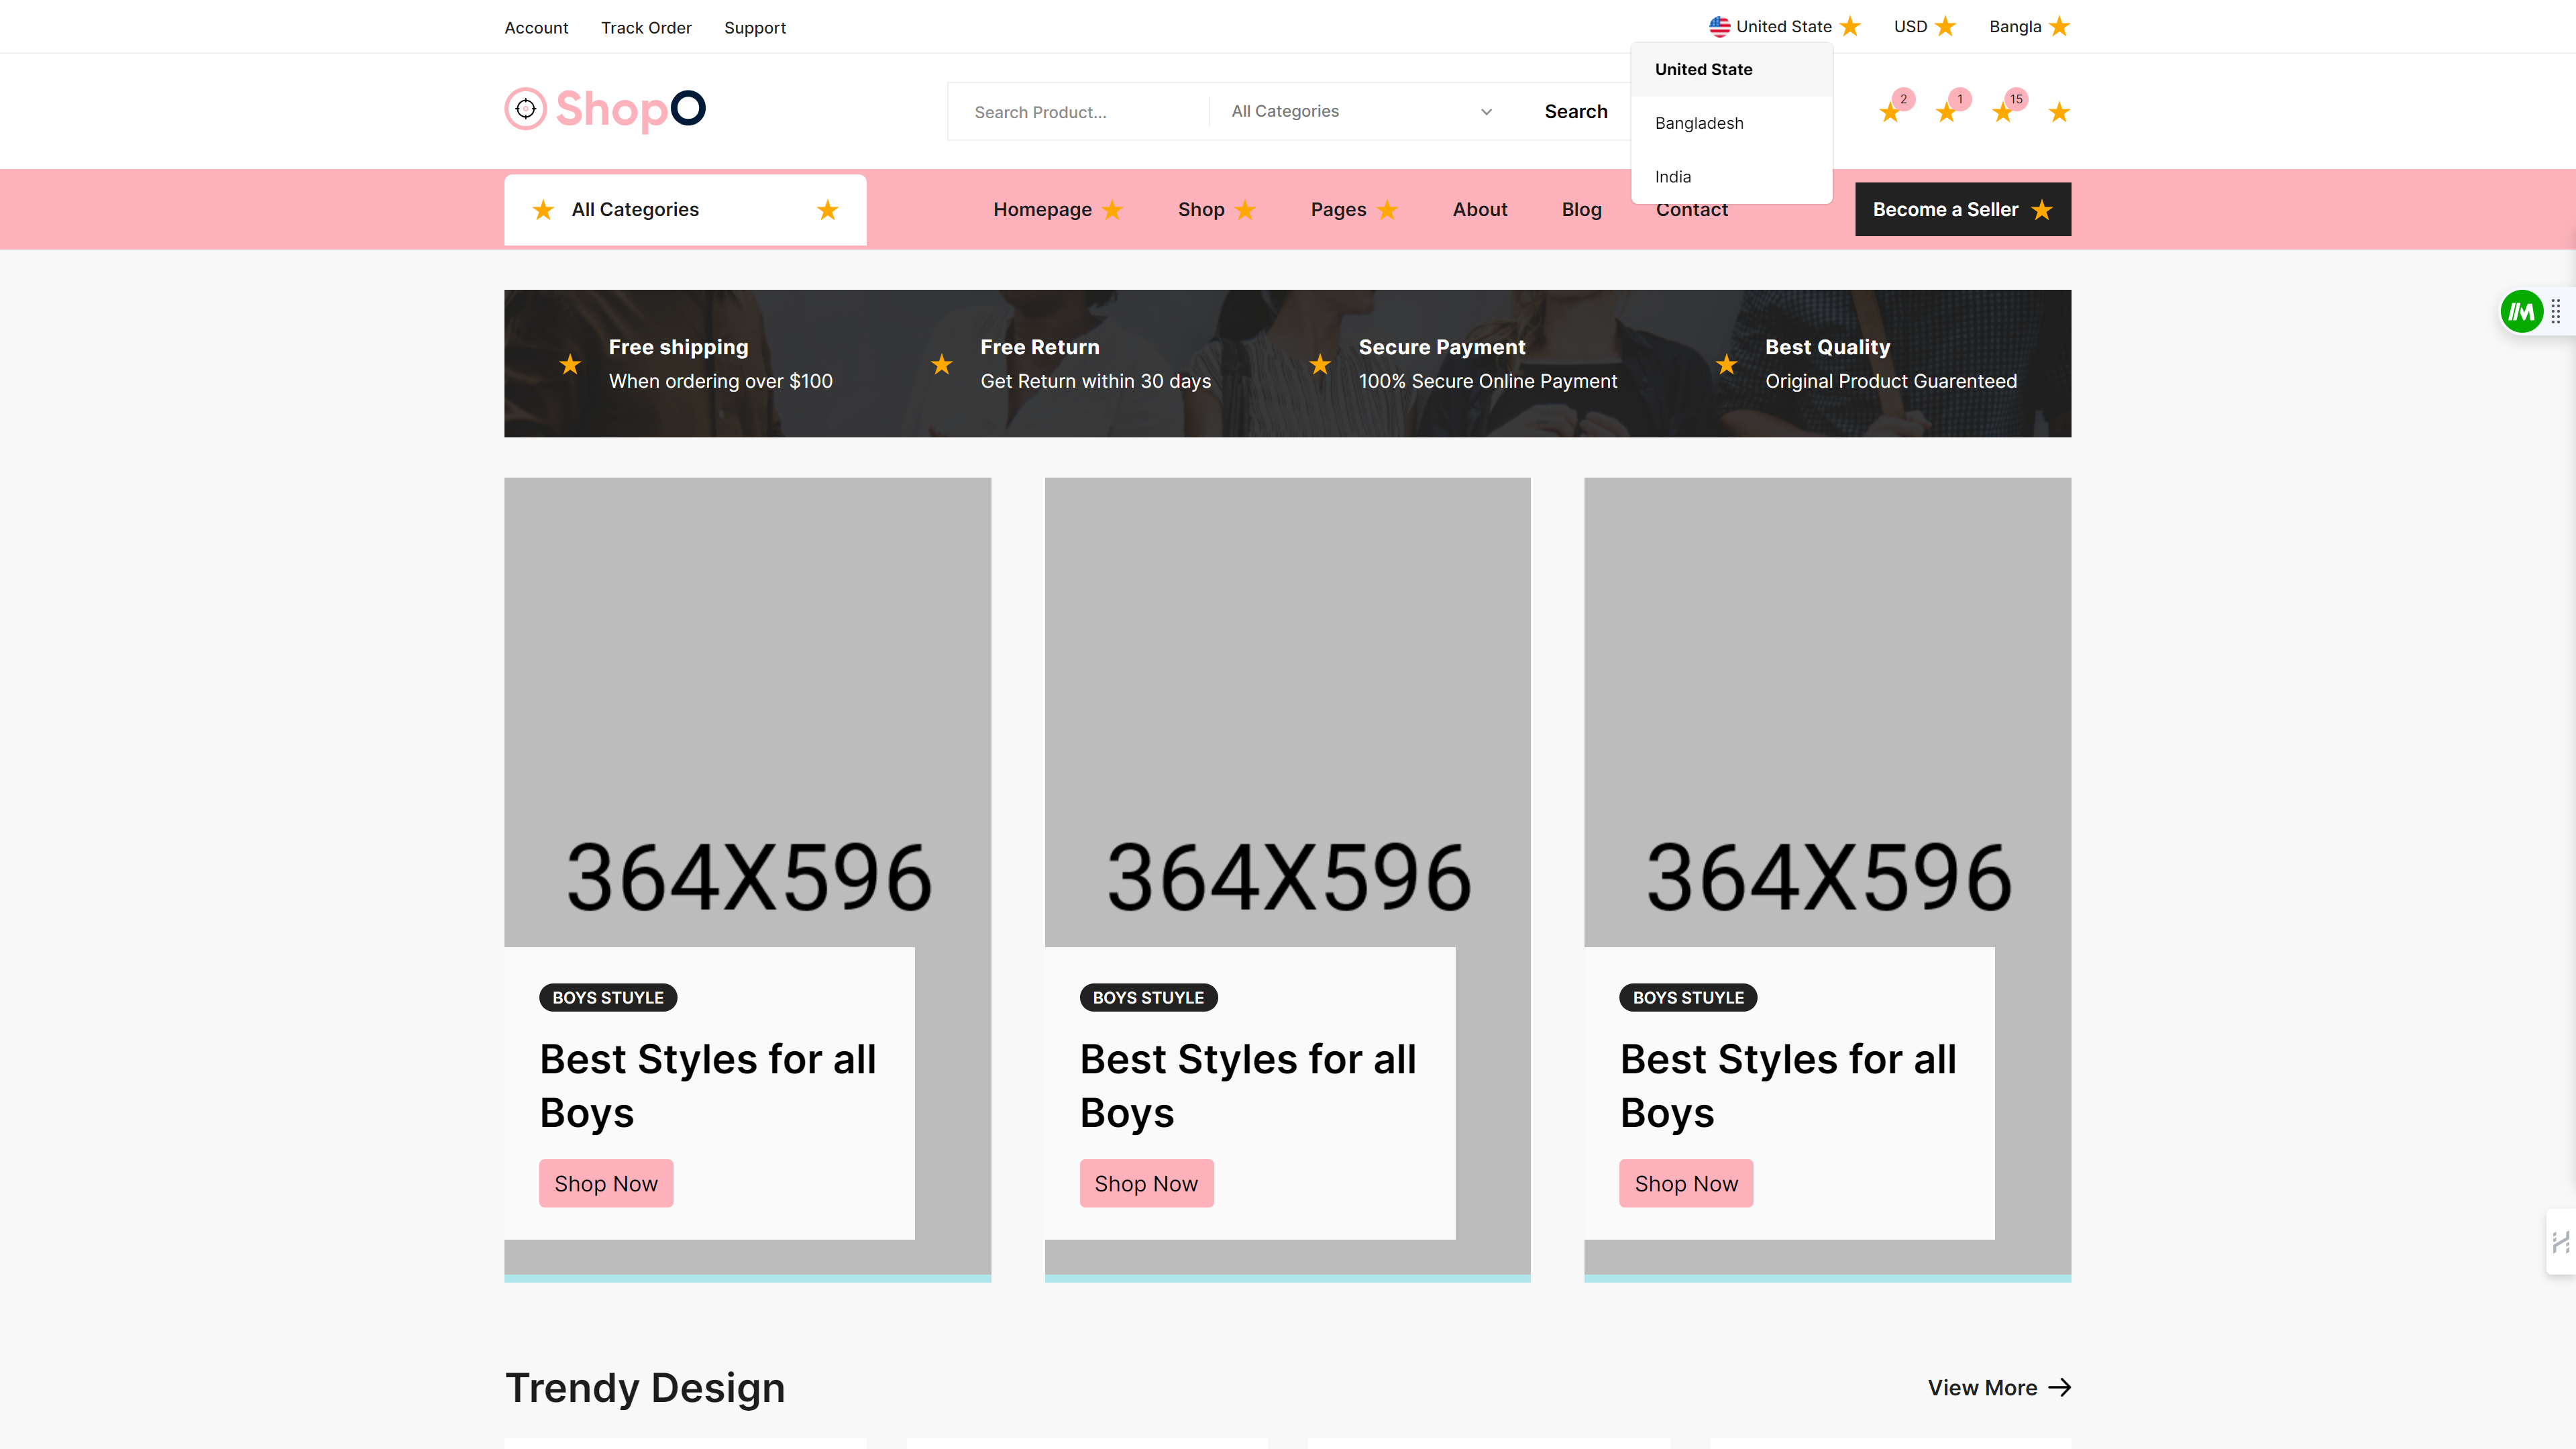 Account Track Order Support
United State USD Bangla
ShopO
Search Product... All Categories Search
2 1 15
United State
Bangladesh
India
All Categories
Homepage Shop Pages About Blog Contact
Become a Seller
Free shipping
When ordering over $100
Free Return
Get Return within 30 days
Secure Payment
100% Secure Online Payment
Best Quality
Original Product Guarenteed
364X596
BOYS STUYLE
Best Styles for all
Boys
Shop Now
364X596
BOYS STUYLE
Best Styles for all
Boys
Shop Now
364X596
BOYS STUYLE
Best Styles for all
Boys
Shop Now
Trendy Design
View More